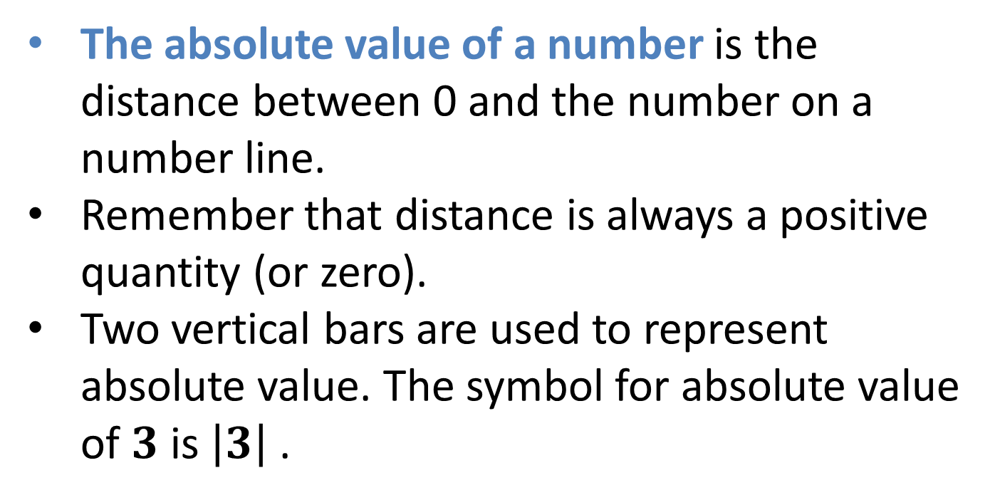 • The absolute value of a number is the
distance between 0 and the number on a
number line.
• Remember that distance is always a positive
quantity (or zero).
• Two vertical bars are used to represent
absolute value. The symbol for absolute value
of 3 is |3| .